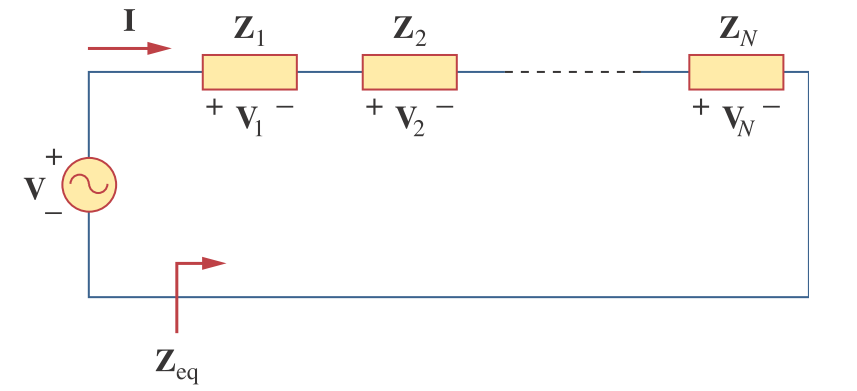 I
Z1 Z2 ZN
+ V1 − + V2 − + VN −
+
V
−
Zeq